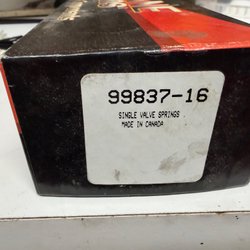 99837-16
SINGLE VALVE SPRINGS
MADE IN CANADA